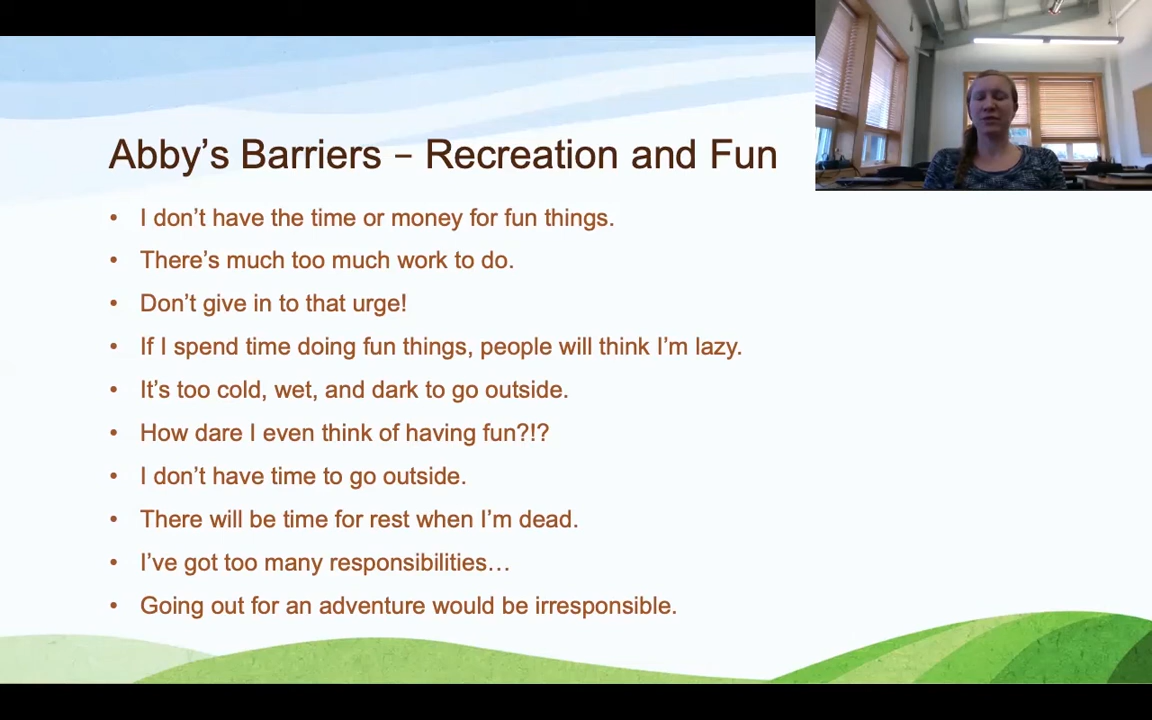 Abby’s Barriers – Recreation and Fun
• I don’t have the time or money for fun things.
• There’s much too much work to do.
• Don’t give in to that urge!
• If I spend time doing fun things, people will think I’m lazy.
• It’s too cold, wet, and dark to go outside.
• How dare I even think of having fun?!?
• I don’t have time to go outside.
• There will be time for rest when I’m dead.
• I’ve got too many responsibilities…
• Going out for an adventure would be irresponsible.